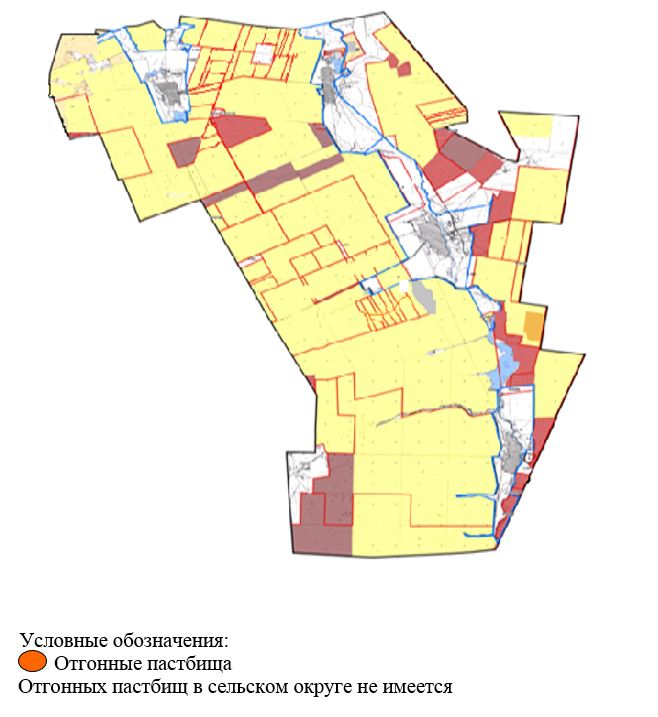 Условные обозначения:
Отгонные пастбища
Отгонных пастбищ в сельском округе не имеется